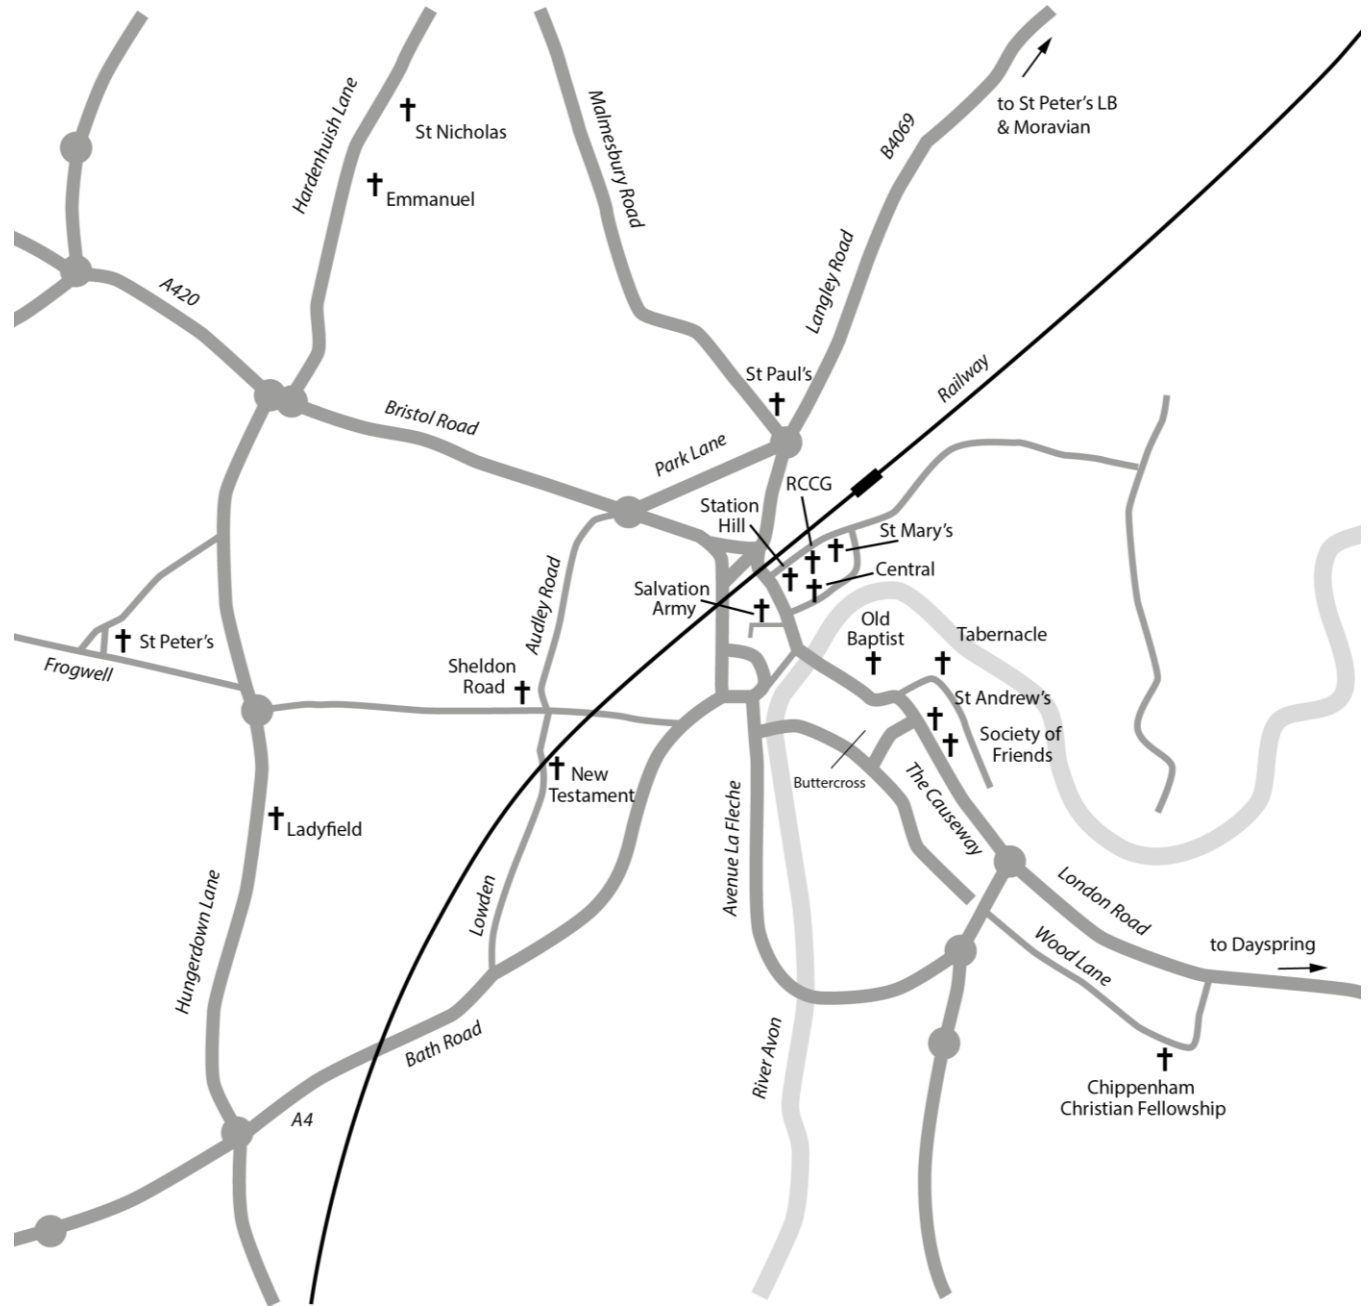 Hardenhuish Lane
St Nicholas
Emmanuel
Malmesbury Road
B4069
to St Peter's LB
& Moravian
A420
Langley Road
Railway
St Paul's
Bristol Road
Park Lane
RCCG
Station
Hill
St Mary's
Central
Salvation
Army
Audley Road
Old
Baptist
Tabernacle
St Peter's
Frogwell
Sheldon
Road
St Andrew's
Society of
Friends
New
Testament
Buttercross
The Causeway
Avenue La Fleche
Ladyfield
Hungerdown Lane
Lowden
London Road
Wood Lane
to Dayspring
Bath Road
A4
River Avon
Chippenham
Christian Fellowship